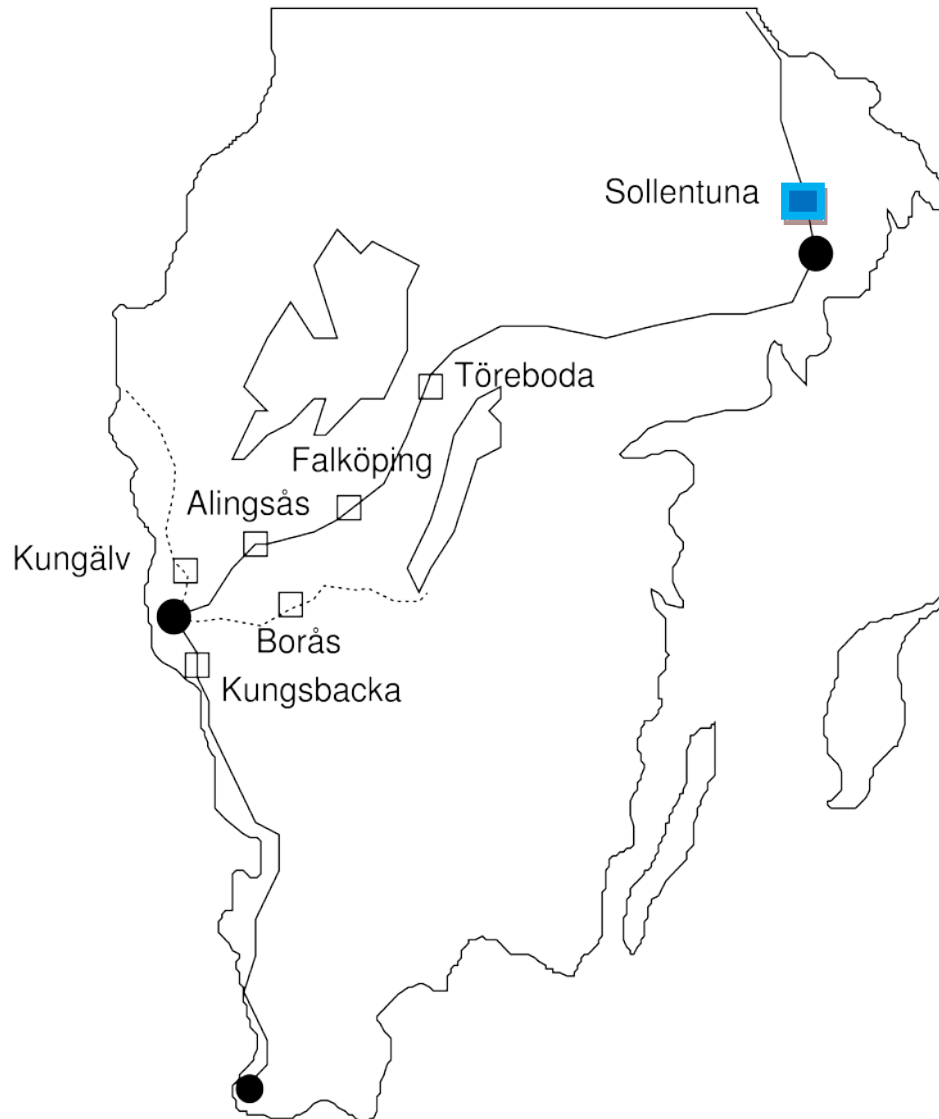 Sollentuna
Töreboda
Falköping
Alingsås
Kungälv
Borås
Kungsbacka